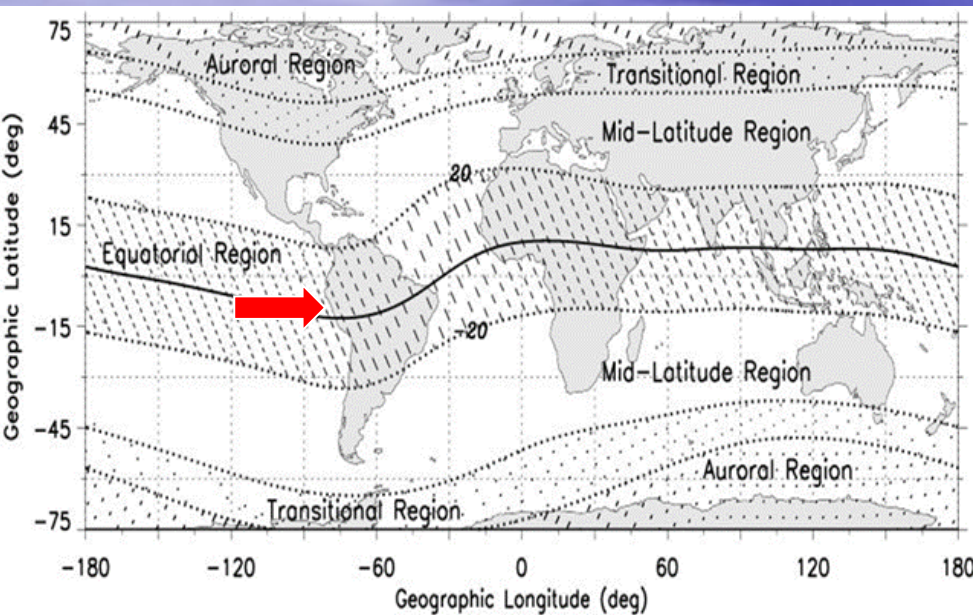 75
Auroral Region
Transitional Region
45
Mid-Latitude Region
20
15
Equatorial Region
-15
-20
Mid-Latitude Region
-45
Auroral Region
Transitional Region
-75
-180 -120 -60 0 60 120 180
Geographic Longitude (deg)
Geographic Latitude (deg)